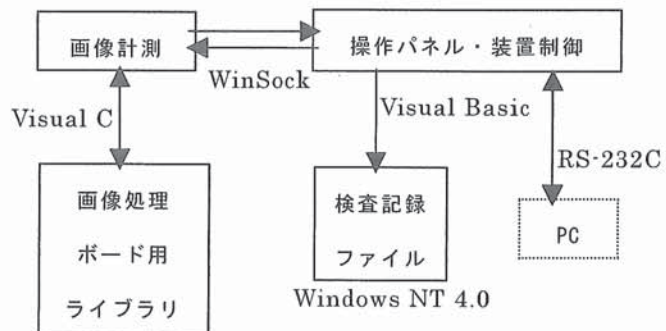 画像計測
操作パネル・装置制御
WinSock
Visual C
Visual Basic
RS-232C
画像処理
ボード用
ライブラリ
検査記録
ファイル
PC
Windows NT 4.0